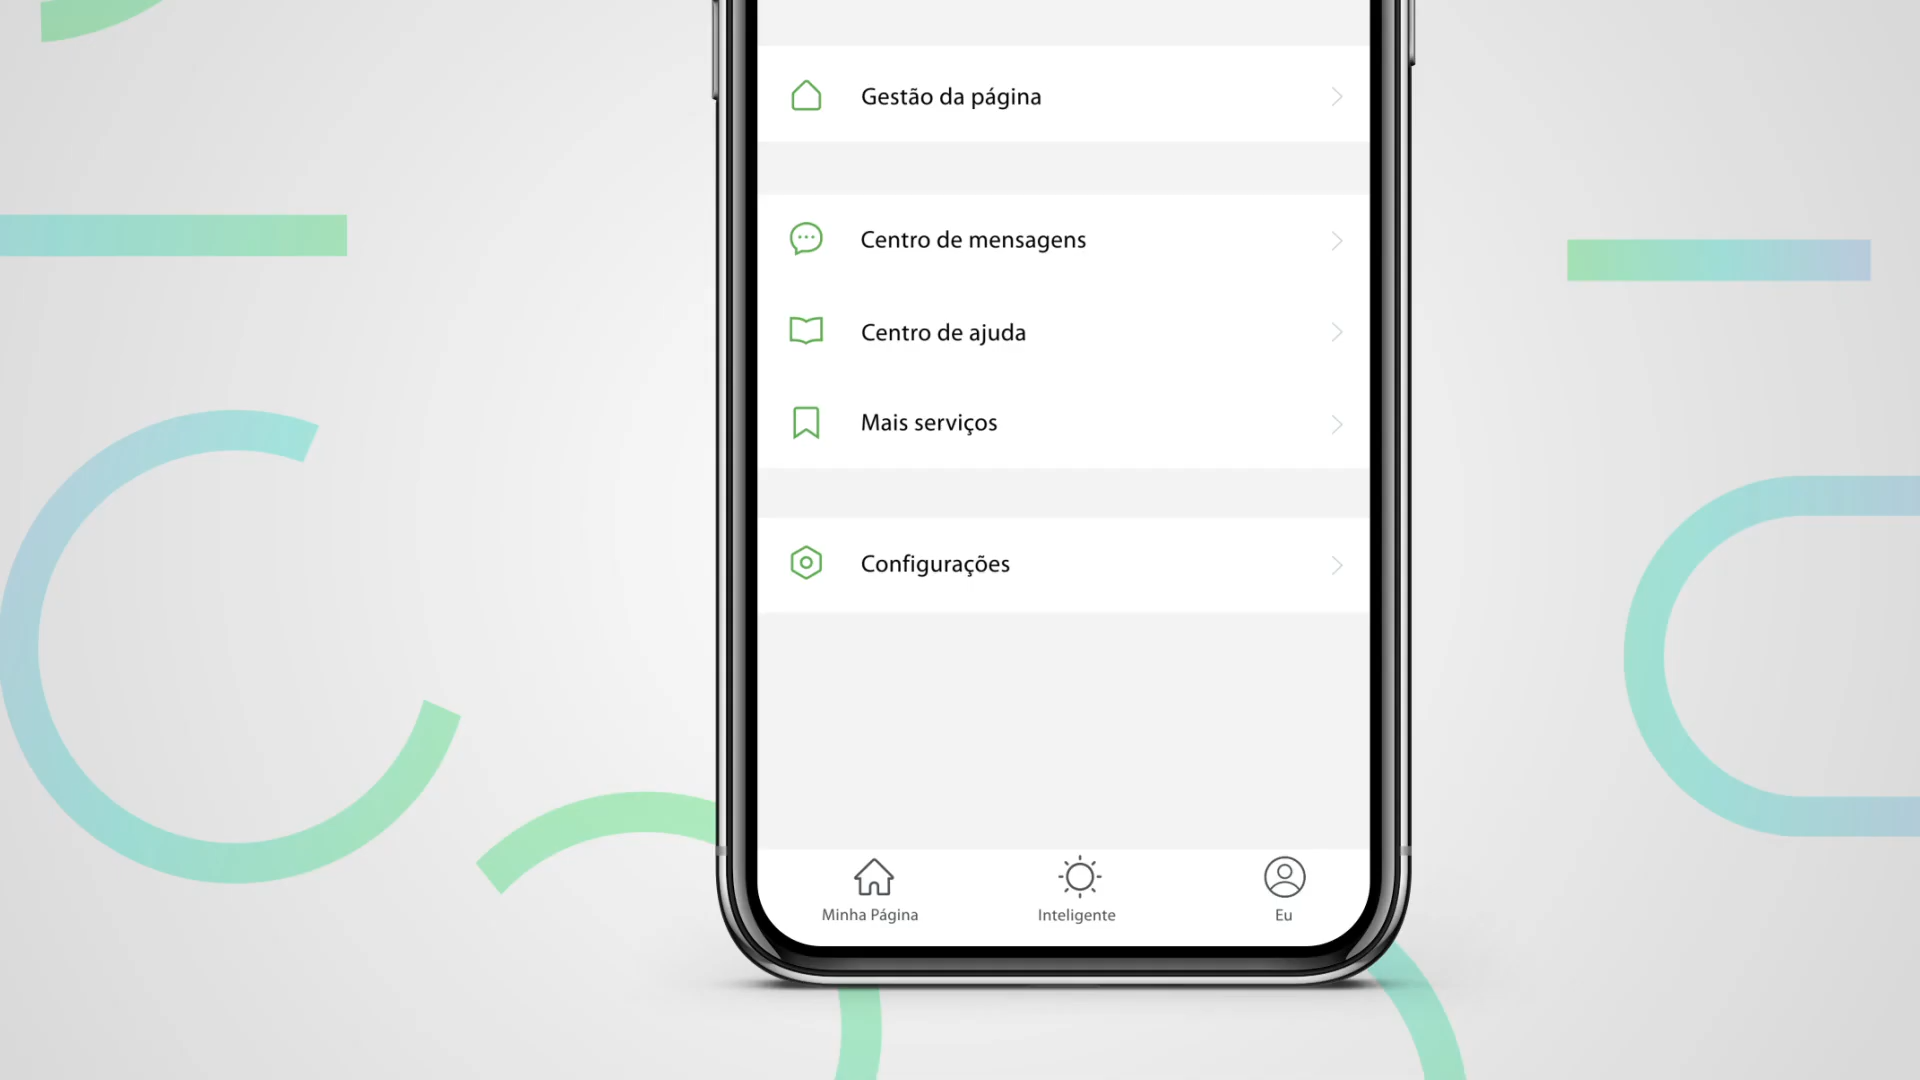 Gestão da página
Centro de mensagens
Centro de ajuda
Mais serviços
Configurações
Minha Página
Inteligente
Eu